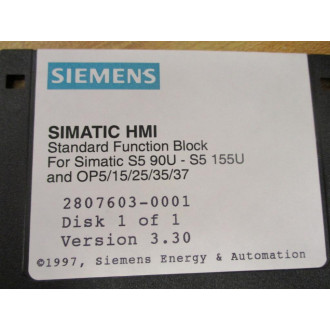 SIEMENS
SIMATIC HMI
Standard Function Block
For Simatic S5 90U - S5 155U
and OP5/15/25/35/37
2807603-0001
Disk 1 of 1
Version 3.30
©1997, Siemens Energy & Automation